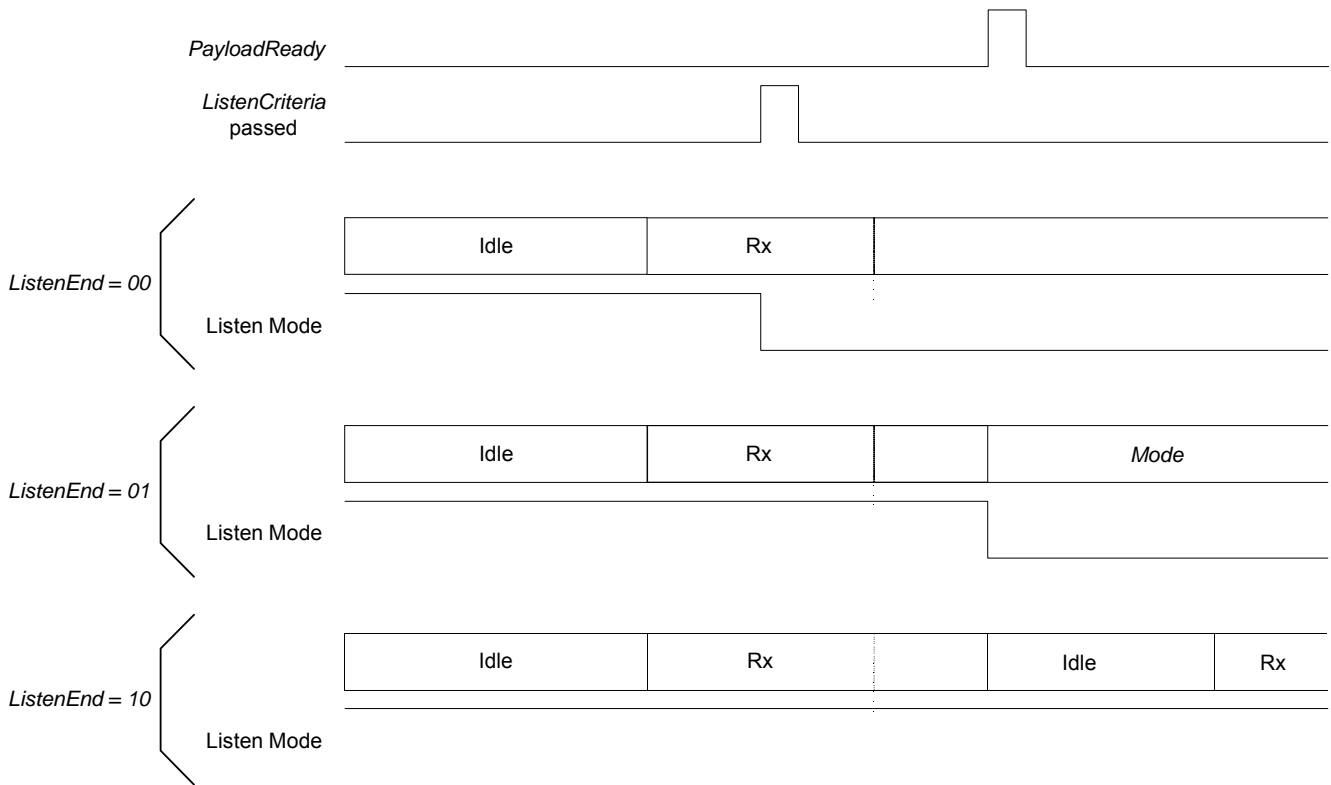 PayloadReady
ListenCriteria
passed
ListenEnd = 00
Idle
Rx
Listen Mode
ListenEnd = 01
Idle
Rx
Mode
Listen Mode
ListenEnd = 10
Idle
Rx
Idle
Rx
Listen Mode